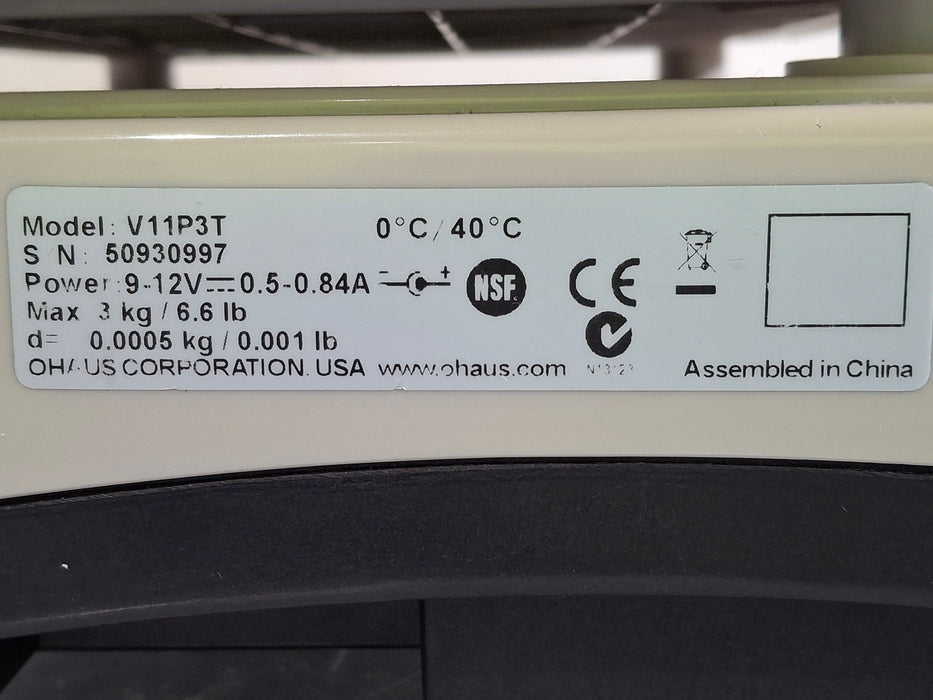 Model: V11P3T
0°C / 40°C
S N: 50930997
Power: 9-12V⎓0.5-0.84A - +
NSF
CE
Max 3 kg / 6.6 lb
d= 0.0005 kg / 0.001 lb
OHAUS CORPORATION. USA www.ohaus.com
Assembled in China